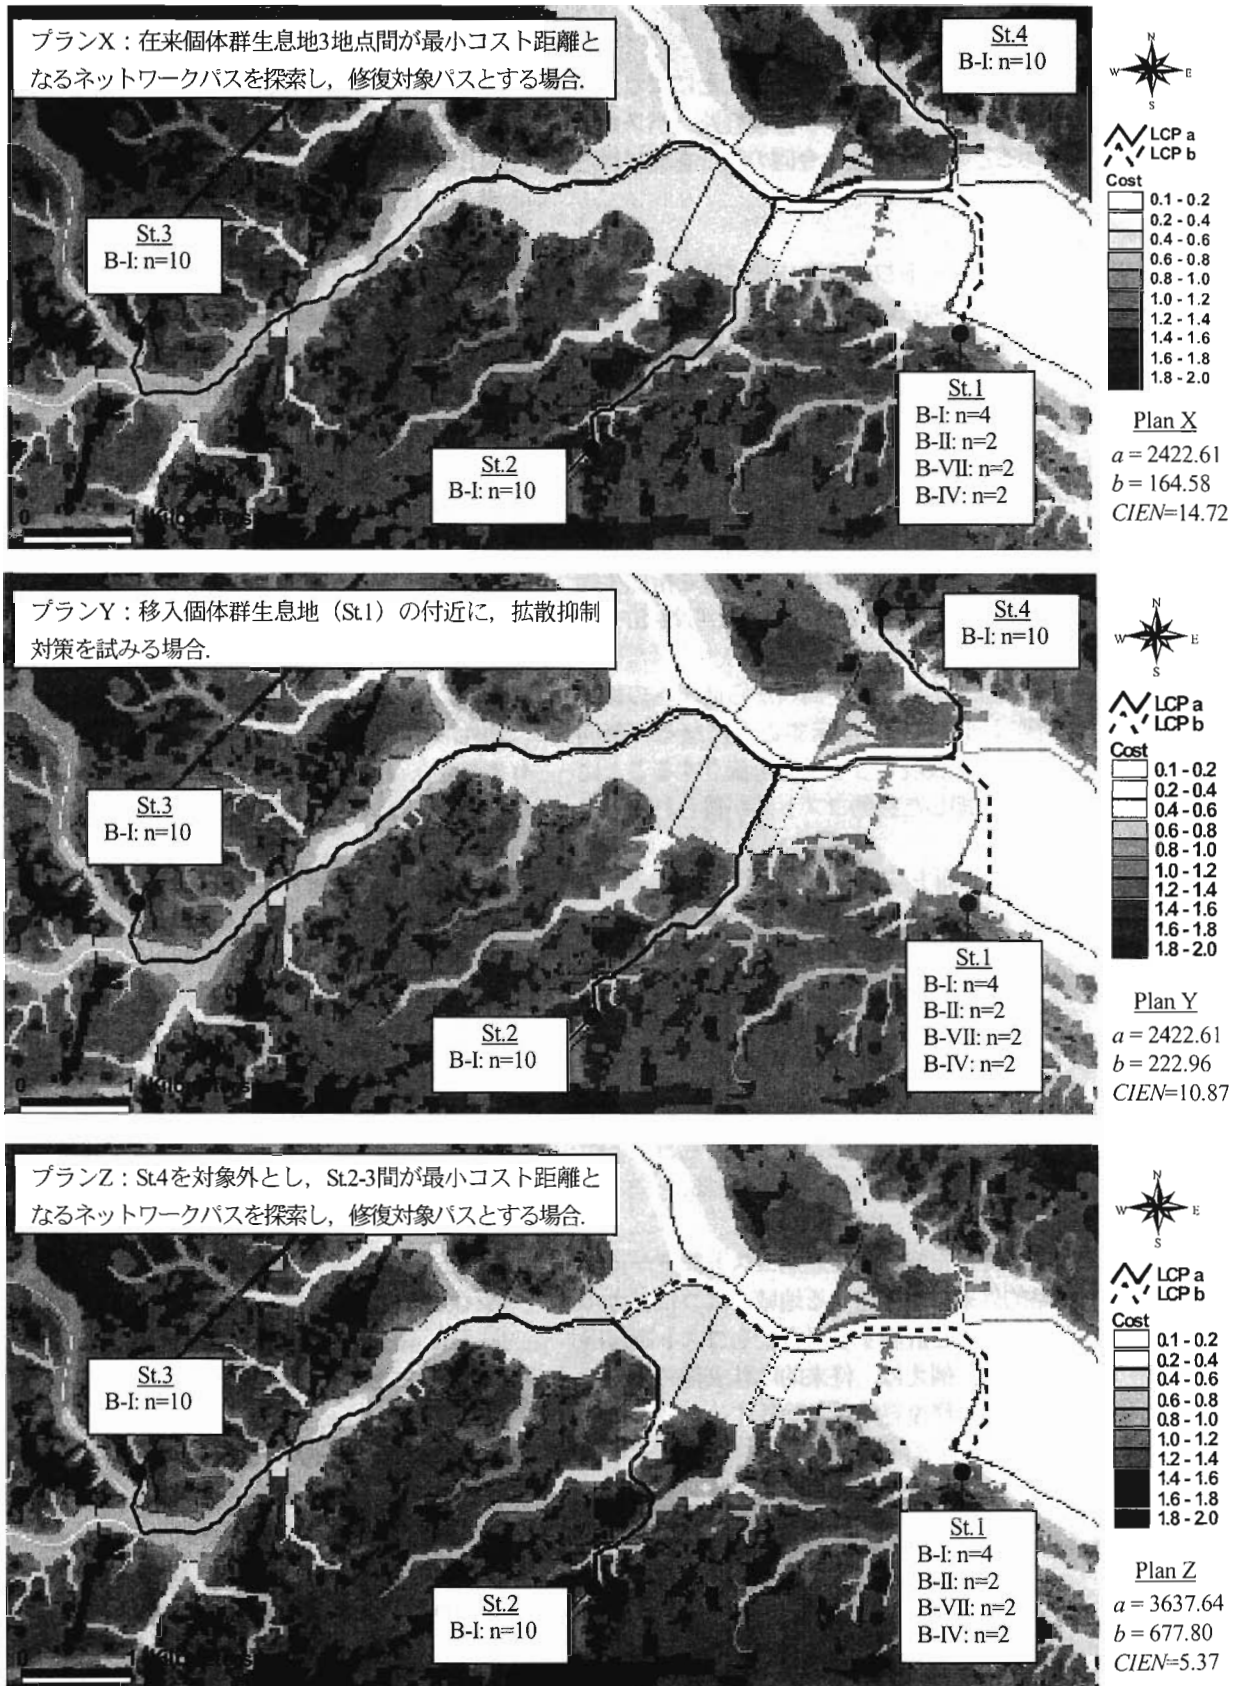 プランX：在来個体群生息地3地点間が最小コスト距離と
なるネットワークパスを探索し，修復対象パスとする場合.
St.4
B-I: n=10
N
W
E
S
LCP a
LCP b
Cost
0.1 - 0.2
0.2 - 0.4
0.4 - 0.6
0.6 - 0.8
0.8 - 1.0
1.0 - 1.2
1.2 - 1.4
1.4 - 1.6
1.6 - 1.8
1.8 - 2.0
St.3
B-I: n=10
St.2
B-I: n=10
St.1
B-I: n=4
B-II: n=2
B-VII: n=2
B-IV: n=2
Plan X
a = 2422.61
b = 164.58
CIEN=14.72
0 1 Kilometers
プランY：移入個体群生息地（St.1）の付近に，拡散抑制
対策を試みる場合.
St.4
B-I: n=10
N
W
E
S
LCP a
LCP b
Cost
0.1 - 0.2
0.2 - 0.4
0.4 - 0.6
0.6 - 0.8
0.8 - 1.0
1.0 - 1.2
1.2 - 1.4
1.4 - 1.6
1.6 - 1.8
1.8 - 2.0
St.3
B-I: n=10
St.2
B-I: n=10
St.1
B-I: n=4
B-II: n=2
B-VII: n=2
B-IV: n=2
Plan Y
a = 2422.61
b = 222.96
CIEN=10.87
0 1 Kilometers
プランZ：St.4を対象外とし，St.2-3間が最小コスト距離と
なるネットワークパスを探索し，修復対象パスとする場合.
N
W
E
S
LCP a
LCP b
Cost
0.1 - 0.2
0.2 - 0.4
0.4 - 0.6
0.6 - 0.8
0.8 - 1.0
1.0 - 1.2
1.2 - 1.4
1.4 - 1.6
1.6 - 1.8
1.8 - 2.0
St.3
B-I: n=10
St.2
B-I: n=10
St.1
B-I: n=4
B-II: n=2
B-VII: n=2
B-IV: n=2
Plan Z
a = 3637.64
b = 677.80
CIEN=5.37
0 1 Kilometers